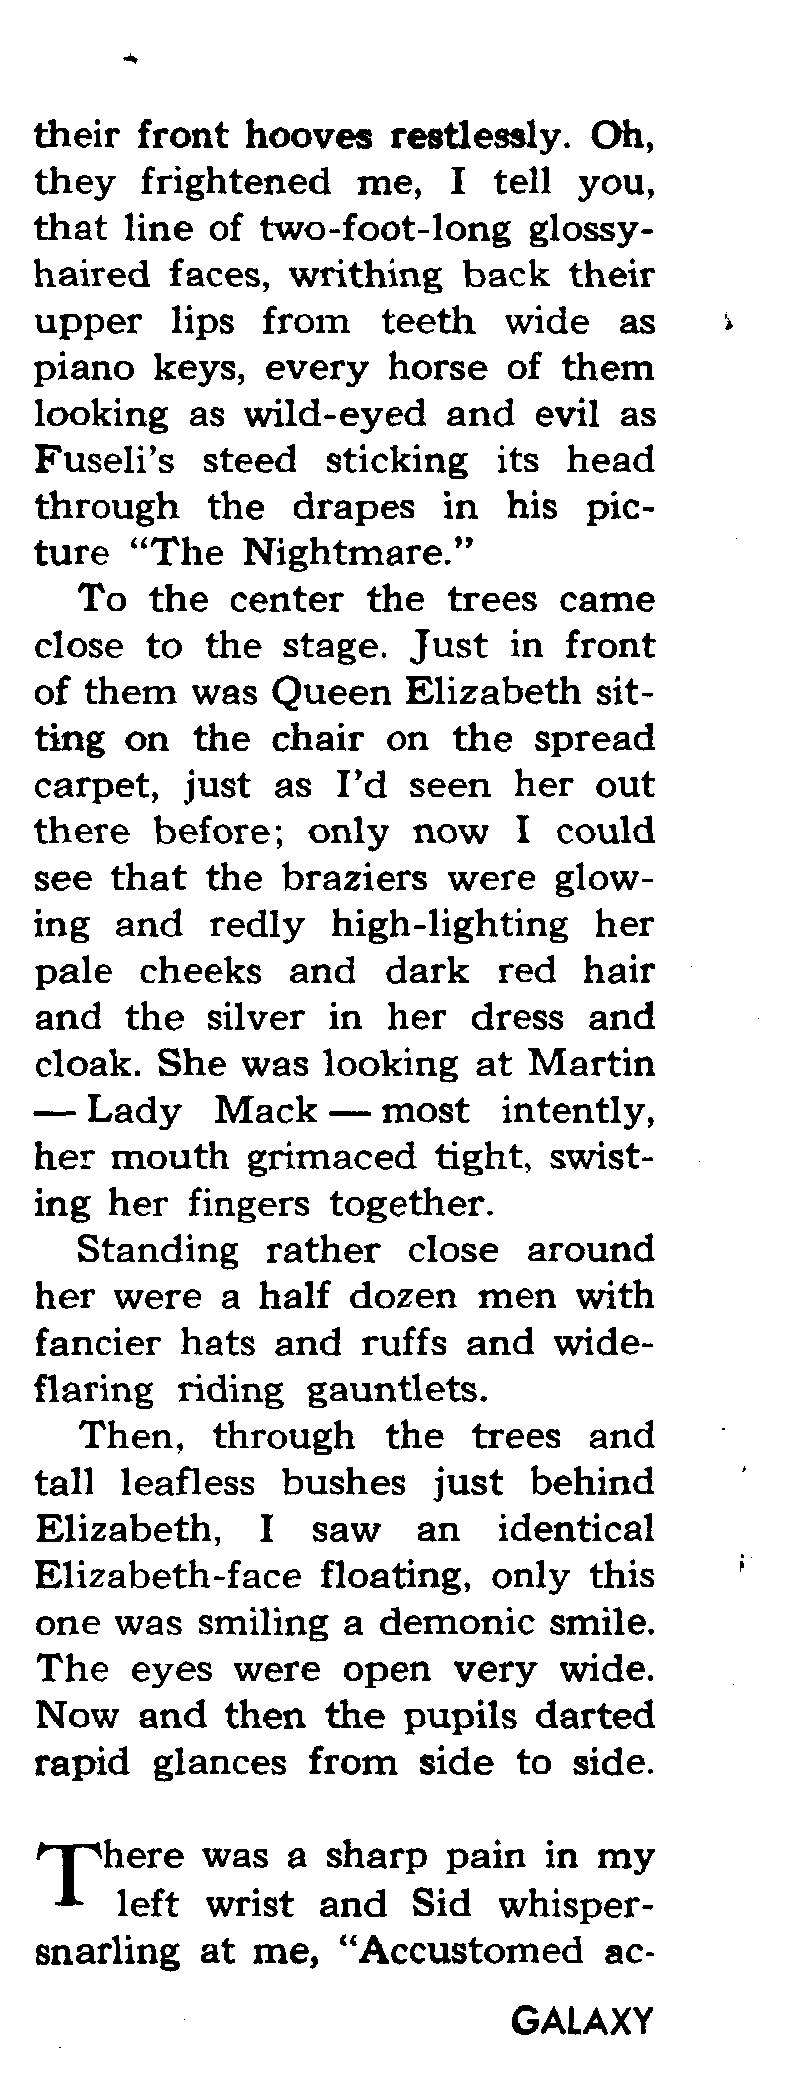 their front hooves restlessly. Oh,
they frightened me, I tell you,
that line of two-foot-long glossy-
haired faces, writhing back their
upper lips from teeth wide as
piano keys, every horse of them
looking as wild-eyed and evil as
Fuseli's steed sticking its head
through the drapes in his pic-
ture “The Nightmare.”
To the center the trees came
close to the stage. Just in front
of them was Queen Elizabeth sit-
ting on the chair on the spread
carpet, just as I'd seen her out
there before; only now I could
see that the braziers were glow-
ing and redly high-lighting her
pale cheeks and dark red hair
and the silver in her dress and
cloak. She was looking at Martin
— Lady Mack — most intently,
her mouth grimaced tight, swist-
ing her fingers together.
Standing rather close around
her were a half dozen men with
fancier hats and ruffs and wide-
flaring riding gauntlets.
Then, through the trees and
tall leafless bushes just behind
Elizabeth, I saw an identical
Elizabeth-face floating, only this
one was smiling a demonic smile.
The eyes were open very wide.
Now and then the pupils darted
rapid glances from side to side.
There was a sharp pain in my
left wrist and Sid whisper-
snarling at me, “Accustomed ac-
GALAXY